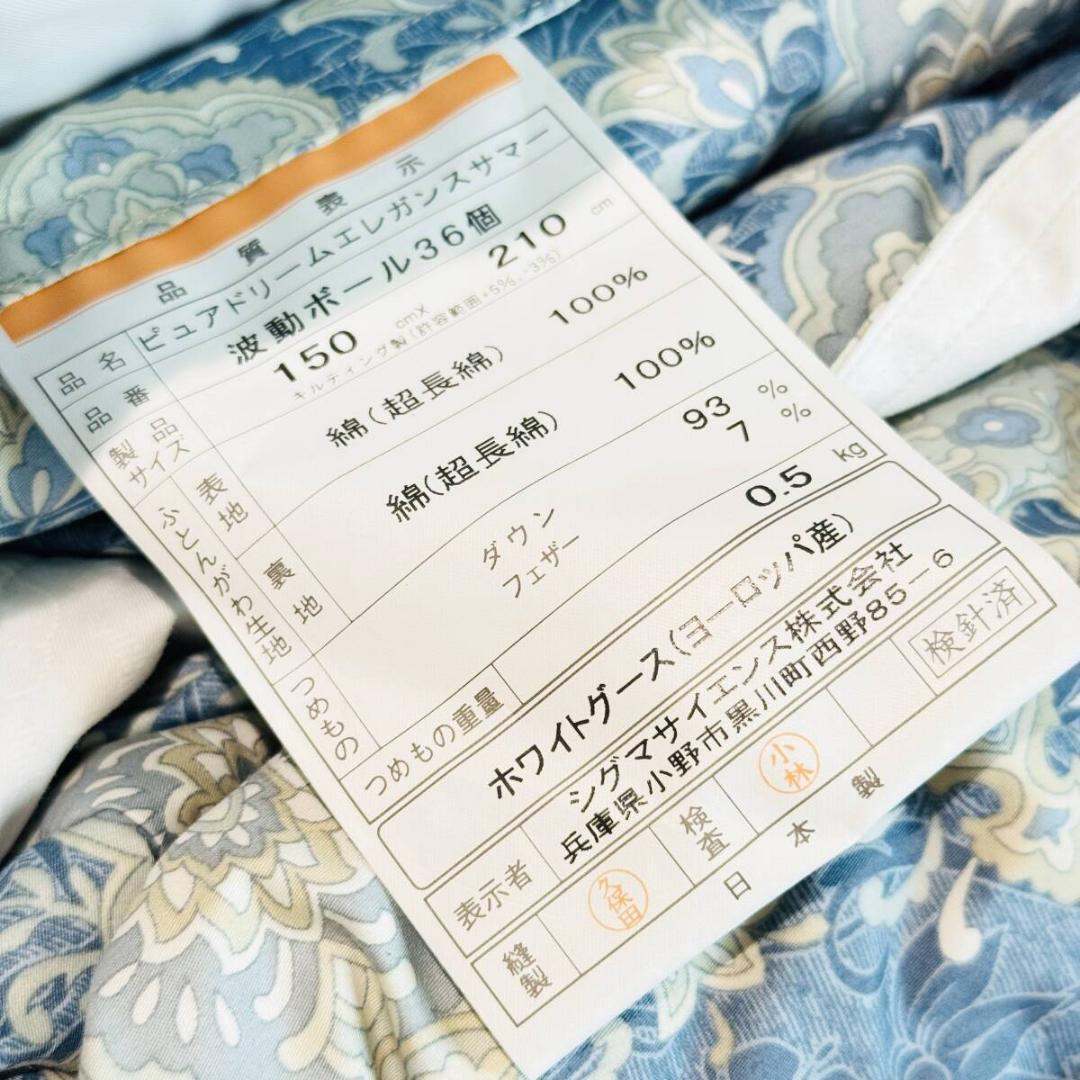 品質表示
品名 ピュアドリームエレガンスサマー
品番 波動ボール36個
製品サイズ 150 cm× 210 cm
キルティング製(許容範囲+5%、-3%)
ふとんがわ生地 表地 綿(超長綿) 100%
裏地 綿(超長綿) 100%
つめもの ダウン 93 %
フェザー 7 %
つめもの重量 0.5 kg
ホワイトグース(ヨーロッパ産)
表示者 シグマサイエンス株式会社
兵庫県小野市黒川町西野85-6
縫製 久保田 検査 小林 検針済
日本製